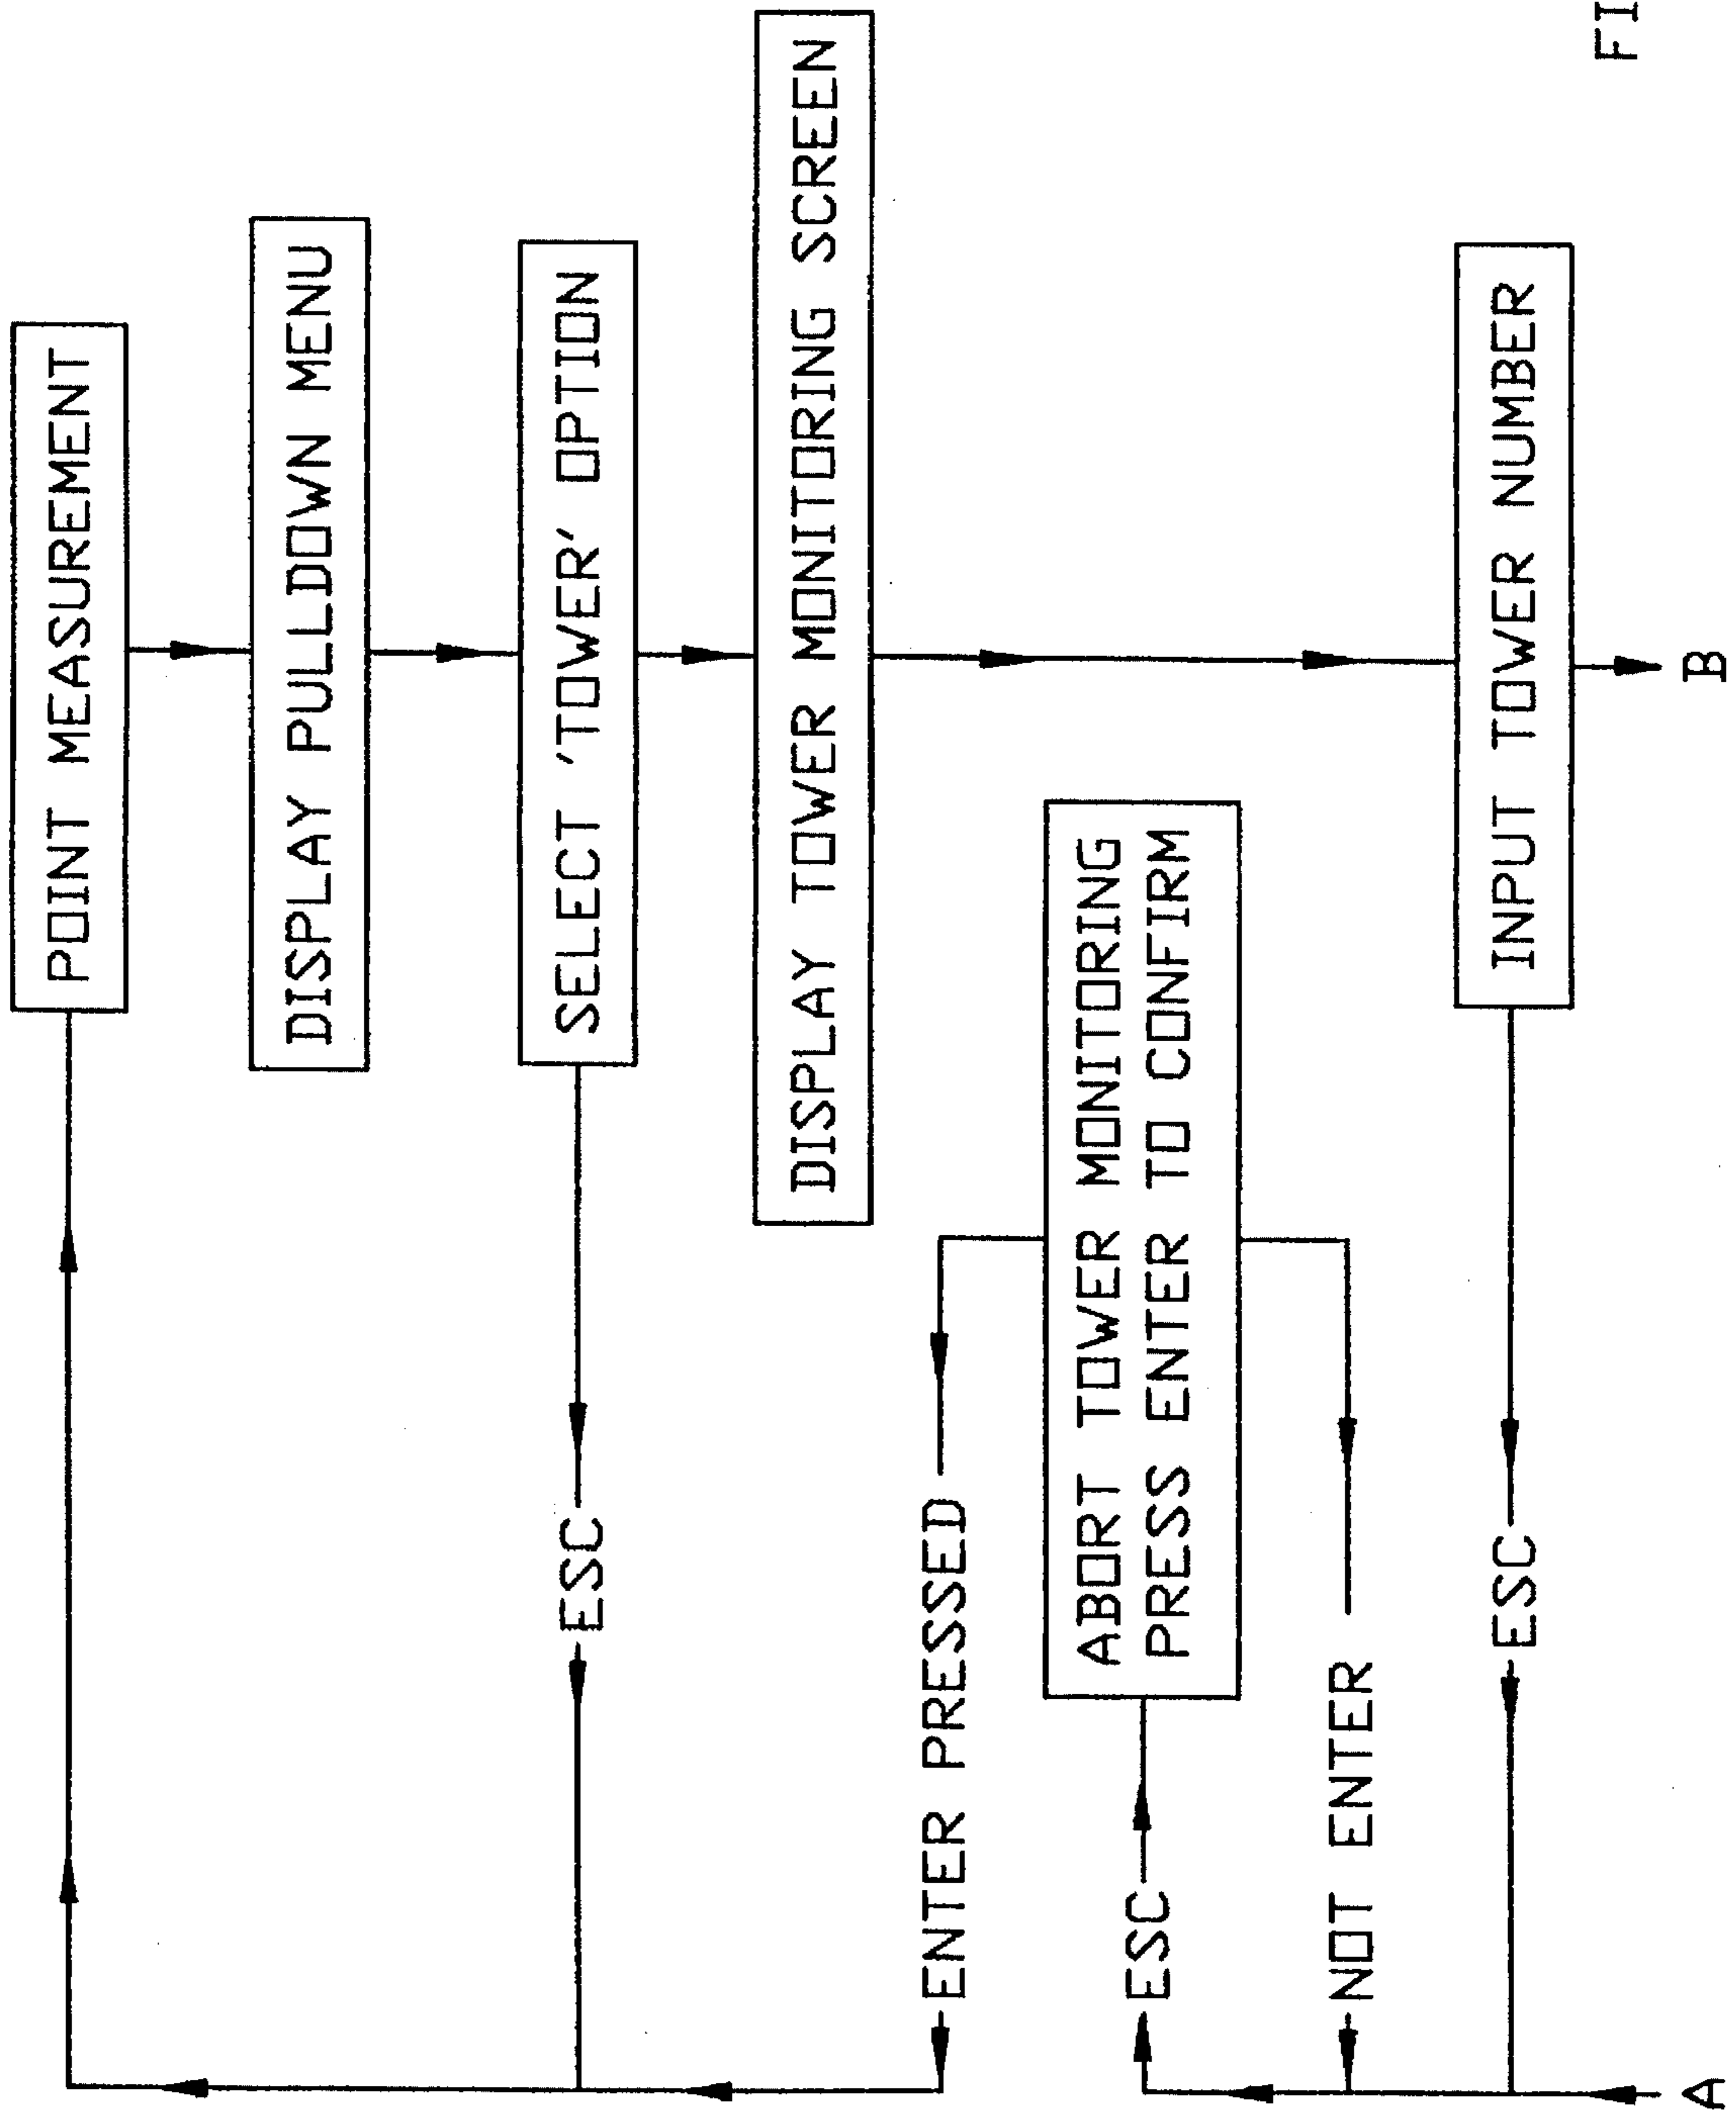 POINT MEASUREMENT
DISPLAY PULLDOWN MENU
SELECT 'TOWER' OPTION
ESC
DISPLAY TOWER MONITORING SCREEN
ENTER PRESSED
ABORT TOWER MONITORING
PRESS ENTER TO CONFIRM
ESC
NOT ENTER
INPUT TOWER NUMBER
ESC
A
B
FI